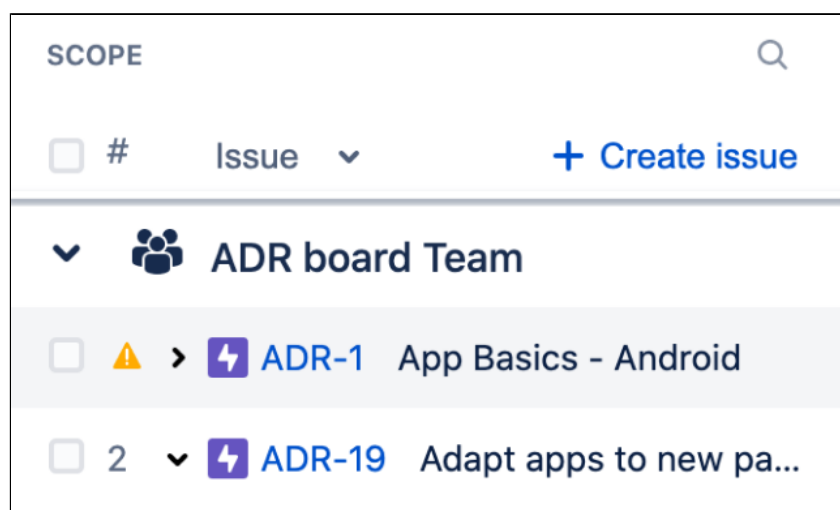 SCOPE
# Issue + Create issue
ADR board Team
ADR-1 App Basics - Android
2 ADR-19 Adapt apps to new pa...